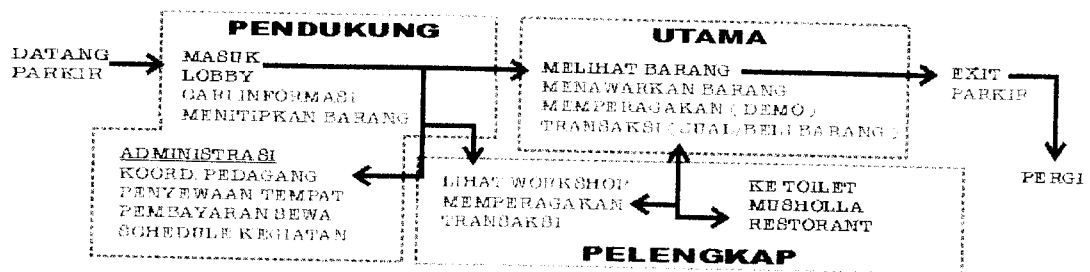 DATANG
PARKIR
PENDUKUNG
MASUK
LOBBY
CARI INFORMASI
MENITIPKAN BARANG
UTAMA
MELIHAT BARANG
MENAWARKAN BARANG
MEMPERAGAKAN (DEMO)
TRANSAKSI (JUAL/BELI BARANG)
EXIT
PARKIR
PERGI
ADMINISTRASI
KOORD. PEDAGANG
PENYEWAAN TEMPAT
PEMBAYARAN SEWA
SCHEDULE KEGIATAN
LIHAT WORKSHOP
MEMPERAGAKAN
TRANSAKSI
KE TOILET
MUSHOLLA
RESTORANT
PELENGKAP